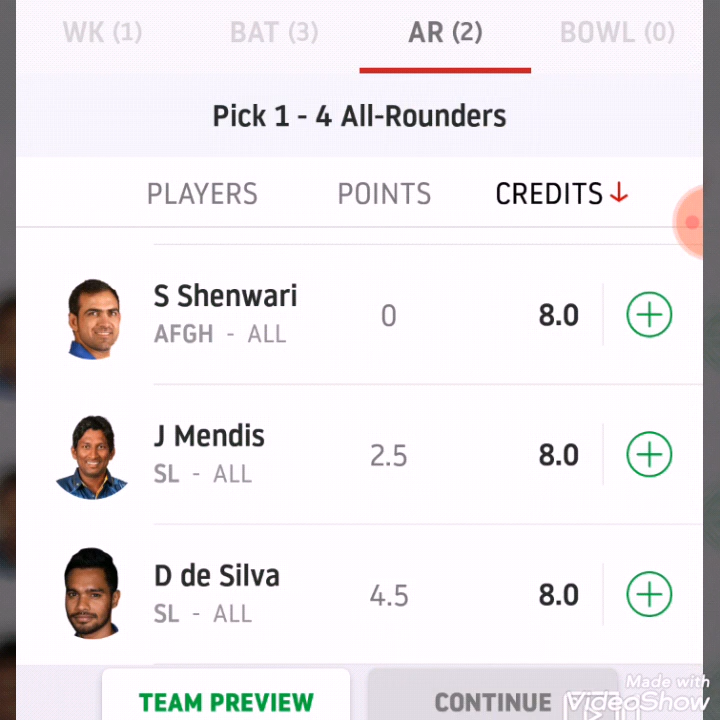 WK (1) BAT (3) AR (2) BOWL (0)
Pick 1 - 4 All-Rounders
PLAYERS POINTS CREDITS
S Shenwari
AFGH - ALL 0 8.0
J Mendis
SL - ALL 2.5 8.0
D de Silva
SL - ALL 4.5 8.0
TEAM PREVIEW CONTINUE
Made with
VideoShow